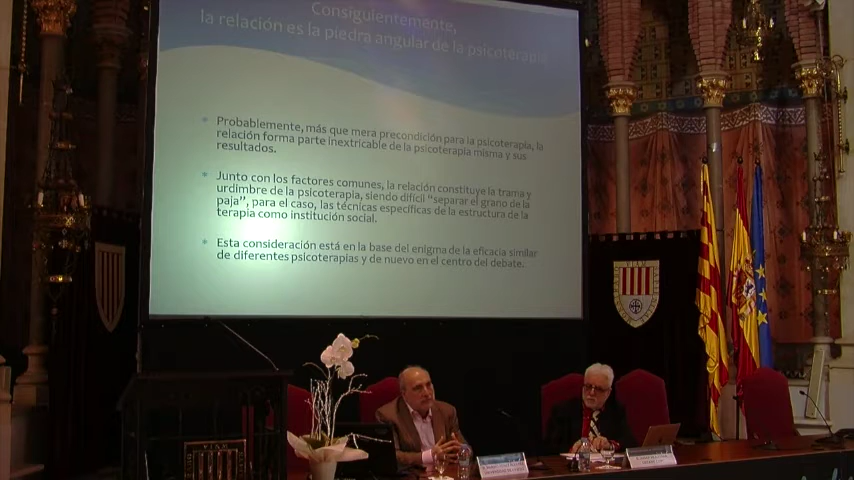 Consiguientemente,
la relación es la piedra angular de la psicoterapia
Probablemente, más que mera precondición para la psicoterapia, la
relación forma parte inextricable de la psicoterapia misma y sus
resultados.
Junto con los factores comunes, la relación constituye la trama y
urdimbre de la psicoterapia, siendo difícil "separar el grano de la
paja", para el caso, las técnicas específicas de la estructura de la
terapia como institución social.
Esta consideración está en la base del enigma de la eficacia similar
de diferentes psicoterapias y de nuevo en el centro del debate.